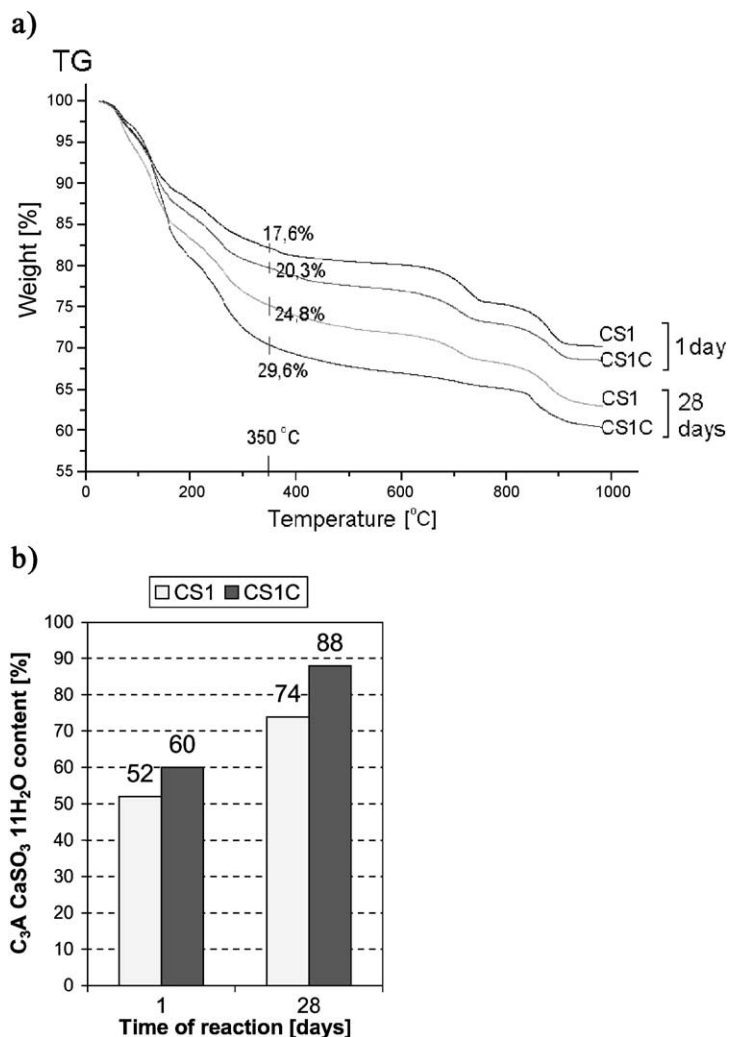 a)
TG
100
95
90
85
80
75
70
65
60
55
Weight [%]
17,6%
20,3%
24,8%
29,6%
350 °C
CS1
CS1C
1 day
CS1
CS1C
28
days
0
200
400
600
800
1000
Temperature [°C]
b)
CS1
CS1C
100
90
80
70
60
50
40
30
20
10
0
C₃A CaSO₃ 11H₂O content [%]
52
60
74
88
1
28
Time of reaction [days]